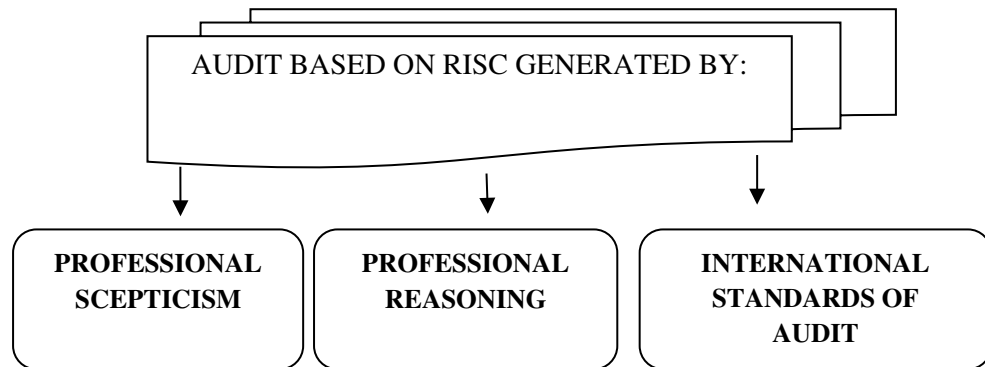 AUDIT BASED ON RISC GENERATED BY:
PROFESSIONAL
SCEPTICISM
PROFESSIONAL
REASONING
INTERNATIONAL
STANDARDS OF
AUDIT